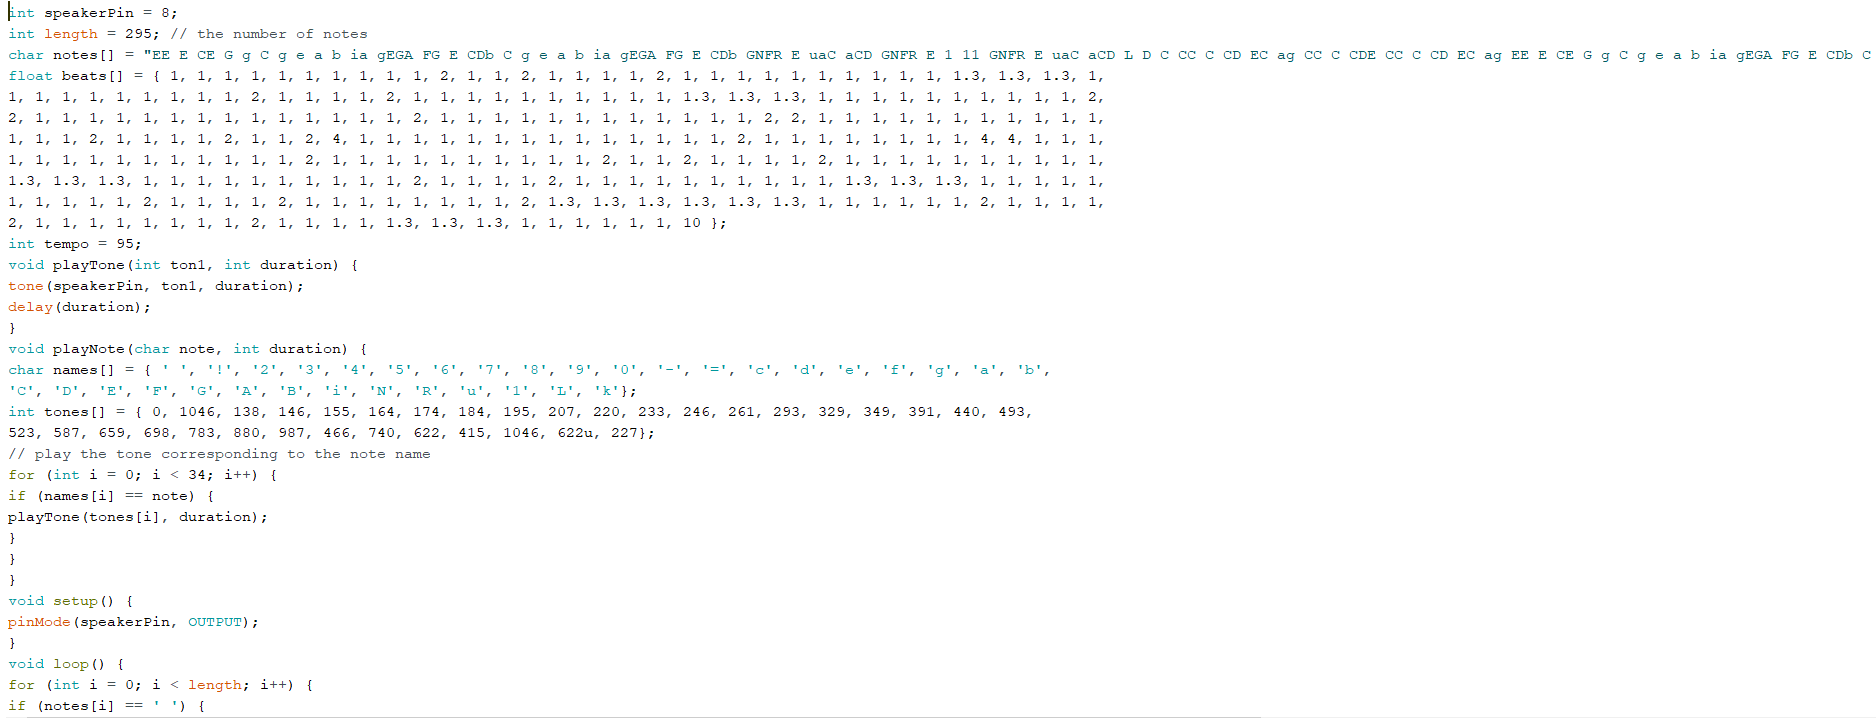 int speakerPin = 8;
int length = 295; // the number of notes
char notes[] = "EE E CE G g C g e a b ia gEGA FG E CDb C g e a b ia gEGA FG E CDb GNFR E uaC aCD GNFR E 1 11 GNFR E uaC aCD L D C CC C CD EC ag CC C CDE CC C CD EC ag EE E CE G g C g e a b ia gEGA FG E CDb C
float beats[] = { 1, 1, 1, 1, 1, 1, 1, 1, 1, 1, 2, 1, 1, 2, 1, 1, 1, 1, 2, 1, 1, 1, 1, 1, 1, 1, 1, 1, 1, 1.3, 1.3, 1.3, 1,
1, 1, 1, 1, 1, 1, 1, 1, 1, 2, 1, 1, 1, 1, 2, 1, 1, 1, 1, 1, 1, 1, 1, 1, 1, 1.3, 1.3, 1.3, 1, 1, 1, 1, 1, 1, 1, 1, 1, 1, 2,
2, 1, 1, 1, 1, 1, 1, 1, 1, 1, 1, 1, 1, 1, 1, 2, 1, 1, 1, 1, 1, 1, 1, 1, 1, 1, 1, 1, 2, 2, 1, 1, 1, 1, 1, 1, 1, 1, 1, 1, 1,
1, 1, 1, 2, 1, 1, 1, 1, 2, 1, 1, 2, 4, 1, 1, 1, 1, 1, 1, 1, 1, 1, 1, 1, 1, 1, 1, 2, 1, 1, 1, 1, 1, 1, 1, 1, 4, 4, 1, 1, 1,
1, 1, 1, 1, 1, 1, 1, 1, 1, 1, 1, 2, 1, 1, 1, 1, 1, 1, 1, 1, 1, 1, 2, 1, 1, 2, 1, 1, 1, 1, 2, 1, 1, 1, 1, 1, 1, 1, 1, 1, 1,
1.3, 1.3, 1.3, 1, 1, 1, 1, 1, 1, 1, 1, 1, 1, 2, 1, 1, 1, 1, 2, 1, 1, 1, 1, 1, 1, 1, 1, 1, 1, 1.3, 1.3, 1.3, 1, 1, 1, 1, 1,
1, 1, 1, 1, 1, 2, 1, 1, 1, 1, 2, 1, 1, 1, 1, 1, 1, 1, 1, 2, 1.3, 1.3, 1.3, 1.3, 1.3, 1.3, 1, 1, 1, 1, 1, 1, 2, 1, 1, 1, 1,
2, 1, 1, 1, 1, 1, 1, 1, 1, 2, 1, 1, 1, 1, 1.3, 1.3, 1.3, 1, 1, 1, 1, 1, 1, 10 };
int tempo = 95;
void playTone(int ton1, int duration) {
tone(speakerPin, ton1, duration);
delay(duration);
}
void playNote(char note, int duration) {
char names[] = { ' ', '!', '2', '3', '4', '5', '6', '7', '8', '9', '0', '-', '=', 'c', 'd', 'e', 'f', 'g', 'a', 'b',
'C', 'D', 'E', 'F', 'G', 'A', 'B', 'i', 'N', 'R', 'u', '1', 'L', 'k'};
int tones[] = { 0, 1046, 138, 146, 155, 164, 174, 184, 195, 207, 220, 233, 246, 261, 293, 329, 349, 391, 440, 493,
523, 587, 659, 698, 783, 880, 987, 466, 740, 622, 415, 1046, 622u, 227};
// play the tone corresponding to the note name
for (int i = 0; i < 34; i++) {
if (names[i] == note) {
playTone(tones[i], duration);
}
}
}
void setup() {
pinMode(speakerPin, OUTPUT);
}
void loop() {
for (int i = 0; i < length; i++) {
if (notes[i] == ' ') {